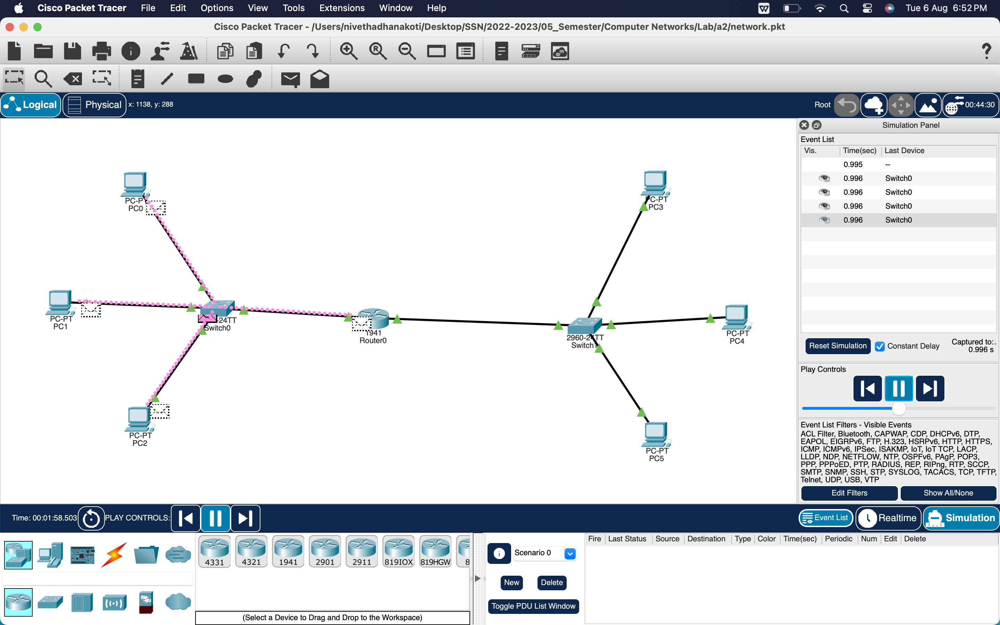 Cisco Packet Tracer File Edit Options View Tools Extensions Window Help Tue 6 Aug 6:52 PM
Cisco Packet Tracer - /Users/nivethadhanakoti/Desktop/SSN/2022-2023/05_Semester/Computer Networks/Lab/a2/network.pkt
Logical Physical x: 1138, y: 288 Root 00:44:30
Simulation Panel
Event List
Vis. Time(sec) Last Device
0.995 --
0.996 Switch0
0.996 Switch0
0.996 Switch0
0.996 Switch0
PC-P
PC0
PC-PT
PC3
PC-PT
PC1
-24TT
Switch0
1941
Router0
2960-24TT
Switch1
PC-PT
PC4
PC-PT
PC2
PC-PT
PC5
Reset Simulation Constant Delay Captured to:*
0.996 s
Play Controls
Event List Filters - Visible Events
ACL Filter, Bluetooth, CAPWAP, CDP, DHCPv6, DTP,
EAPOL, EIGRPv6, FTP, H.323, HSRPv6, HTTP, HTTPS,
ICMP, ICMPv6, IPSec, ISAKMP, IoT, IoT TCP, LACP,
LLDP, NDP, NETFLOW, NTP, OSPFv6, PAgP, POP3,
PPP, PPPoED, PTP, RADIUS, REP, RIPng, RTP, SCCP,
SMTP, SNMP, SSH, STP, SYSLOG, TACACS, TCP, TFTP,
Telnet, UDP, USB, VTP
Edit Filters Show All/None
Time: 00:01:58.503 PLAY CONTROLS: Event List Realtime Simulation
4331 4321 1941 2901 2911 819IOX 819HGW 8
(Select a Device to Drag and Drop to the Workspace)
Scenario 0
New Delete
Toggle PDU List Window
Fire Last Status Source Destination Type Color Time(sec) Periodic Num Edit Delete